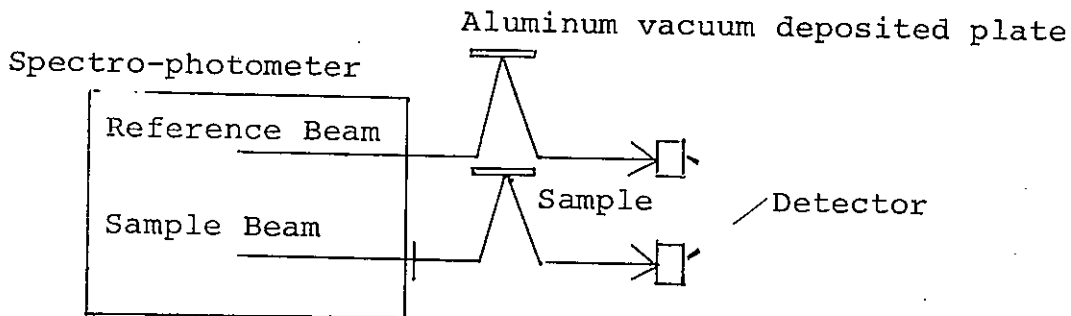 Aluminum vacuum deposited plate
Spectro-photometer
Reference Beam
Sample
Sample Beam
Detector